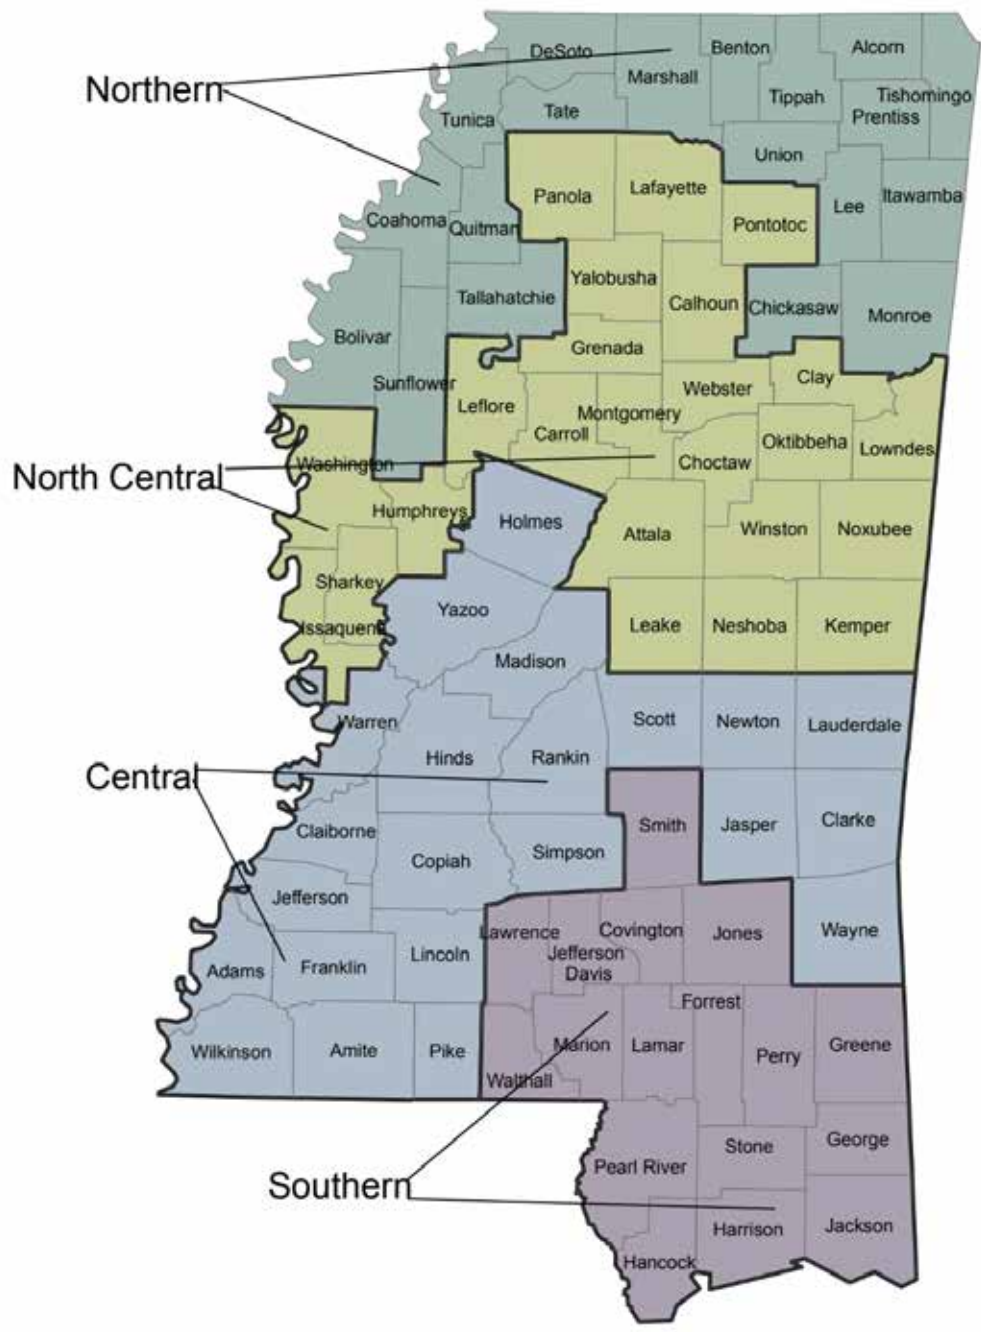 DeSoto
Benton
Alcorn
Northern
Marshall
Tippah
Tishomingo
Tunica
Tate
Prentiss
Union
Panola
Lafayette
Lee
Itawamba
Coahoma
Quitman
Pontotoc
Yalobusha
Tallahatchie
Calhoun
Chickasaw
Monroe
Bolivar
Grenada
Sunflower
Webster
Clay
Leflore
Montgomery
Carroll
Oktibbeha
Lowndes
Washington
Choctaw
North Central
Humphreys
Holmes
Attala
Winston
Noxubee
Sharkey
Yazoo
Issaquena
Leake
Neshoba
Kemper
Madison
Warren
Scott
Newton
Lauderdale
Hinds
Rankin
Central
Claiborne
Smith
Jasper
Clarke
Copiah
Simpson
Jefferson
Lawrence
Covington
Jones
Wayne
Lincoln
Jefferson
Davis
Adams
Franklin
Forrest
Wilkinson
Amite
Pike
Marion
Lamar
Perry
Greene
Walthall
Stone
George
Southern
Pearl River
Harrison
Jackson
Hancock